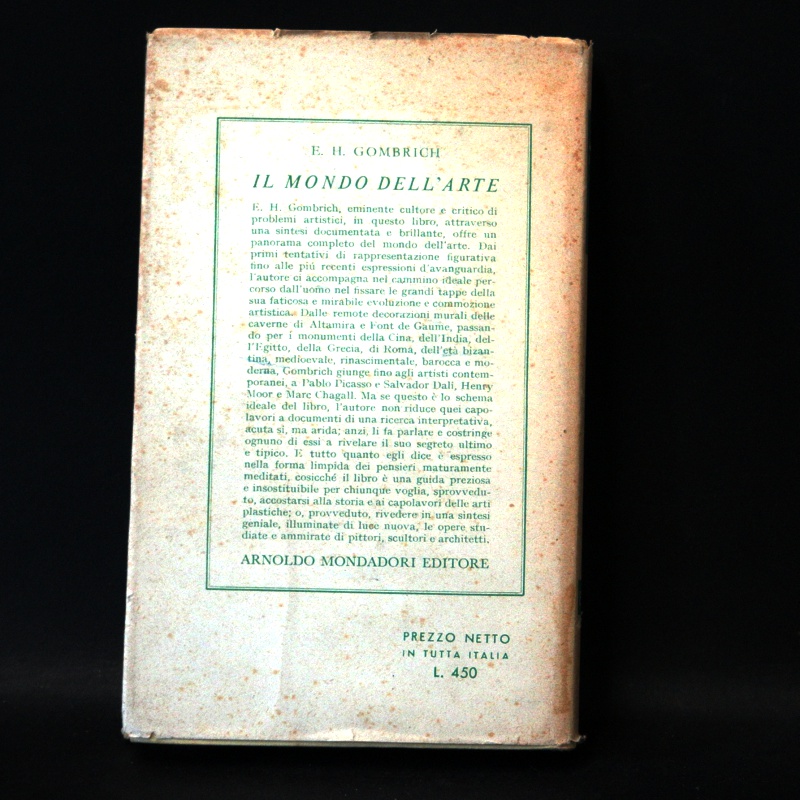 E. H. GOMBRICH
IL MONDO DELL'ARTE
E. H. Gombrich, eminente cultore e critico di
problemi artistici, in questo libro, attraverso
una sintesi documentata e brillante, offre un
panorama completo del mondo dell'arte. Dai
primi tentativi di rappresentazione figurativa
fino alle più recenti espressioni d'avanguardia,
l'autore ci accompagna nel cammino ideale per-
corso dall'uomo nel fissare le grandi tappe della
sua faticosa e mirabile evoluzione e commozione
artistica. Dalle remote decorazioni murali delle
caverne di Altamira e Font de Gaume, passan-
do per i monumenti della Cina, dell'India, del-
l'Egitto, della Grecia, di Roma, dell'età bizan-
tina, medioevale, rinascimentale, barocca e mo-
derna, Gombrich giunge fino agli artisti contem-
poranei, a Pablo Picasso e Salvador Dalì, Henry
Moor e Marc Chagall. Ma se questo è lo schema
ideale del libro, l'autore non riduce quei capo-
lavori a documenti di una ricerca interpretativa,
acuta sì, ma arida; anzi, li fa parlare e costringe
ognuno di essi a rivelare il suo segreto ultimo
e tipico. E tutto quanto egli dice è espresso
nella forma limpida dei pensieri maturamente
meditati, cosicché il libro è una guida preziosa
e insostituibile per chiunque voglia, sprovvedu-
to, accostarsi alla storia e ai capolavori delle arti
plastiche; o, provveduto, rivedere in una sintesi
geniale, illuminate di luce nuova, le opere stu-
diate e ammirate di pittori, scultori e architetti.
ARNOLDO MONDADORI EDITORE
PREZZO NETTO
IN TUTTA ITALIA
L. 450